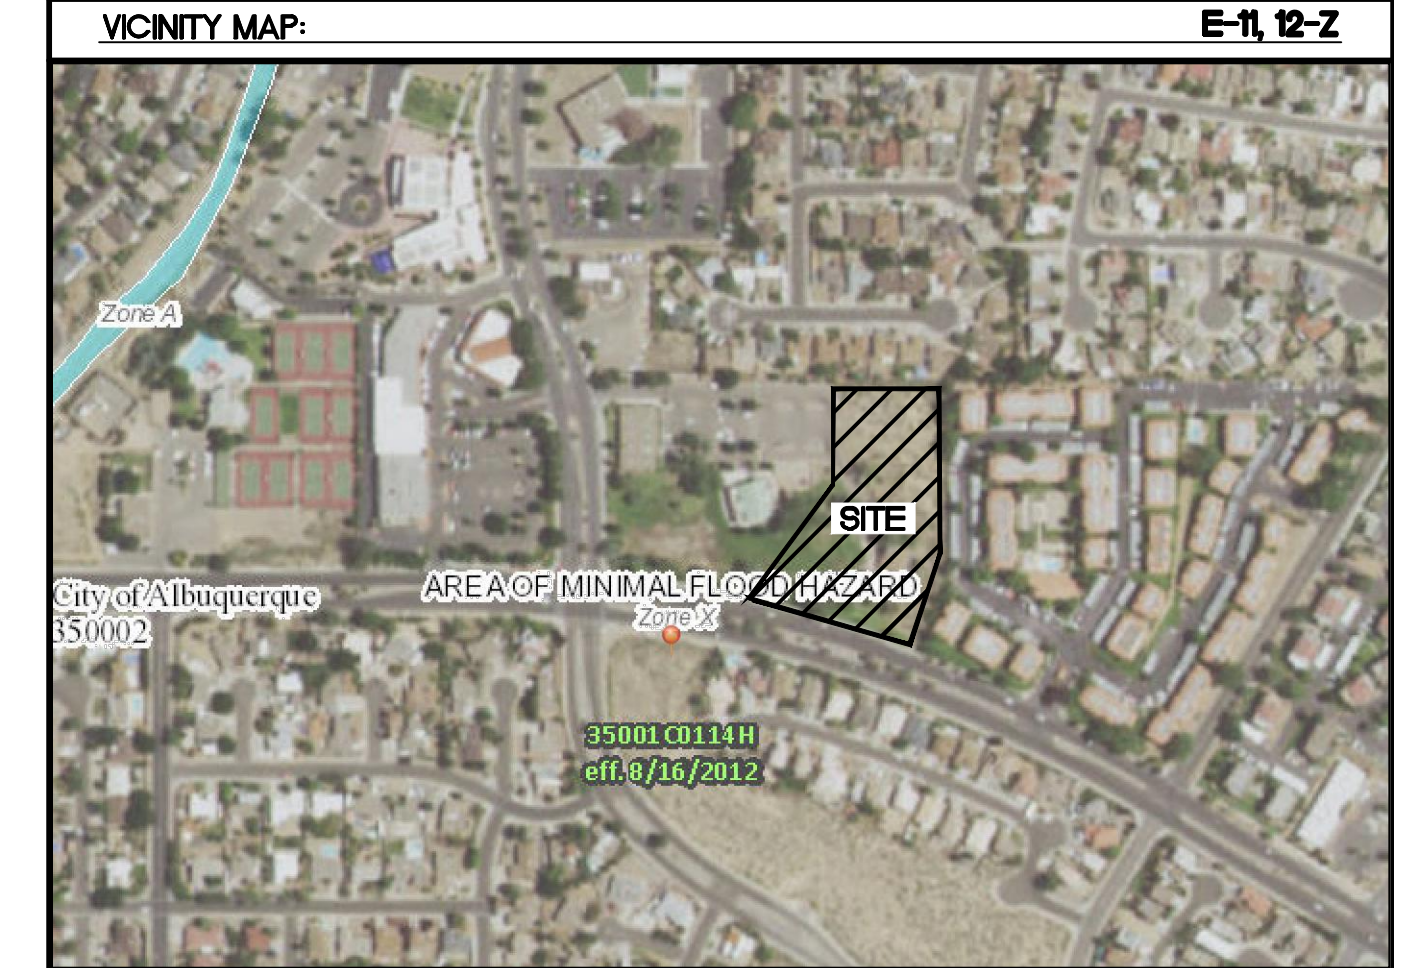 VICINITY MAP:
E-11, 12-Z
Zone A
SITE
AREA OF MINIMAL FLOOD HAZARD
Zone X
City of Albuquerque
350002
35001C0114H
eff. 8/16/2012